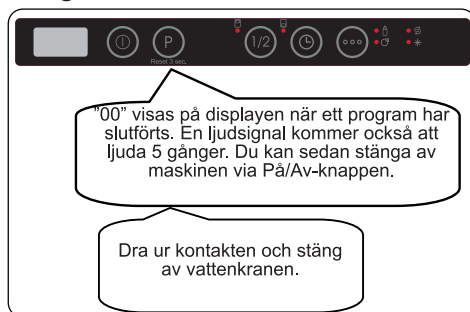 P
1/2
Reset 3 sec.
"00" visas på displayen när ett program har
slutförts. En ljudsignal kommer också att
ljuda 5 gånger. Du kan sedan stänga av
maskinen via På/Av-knappen.
Dra ur kontakten och stäng
av vattenkranen.